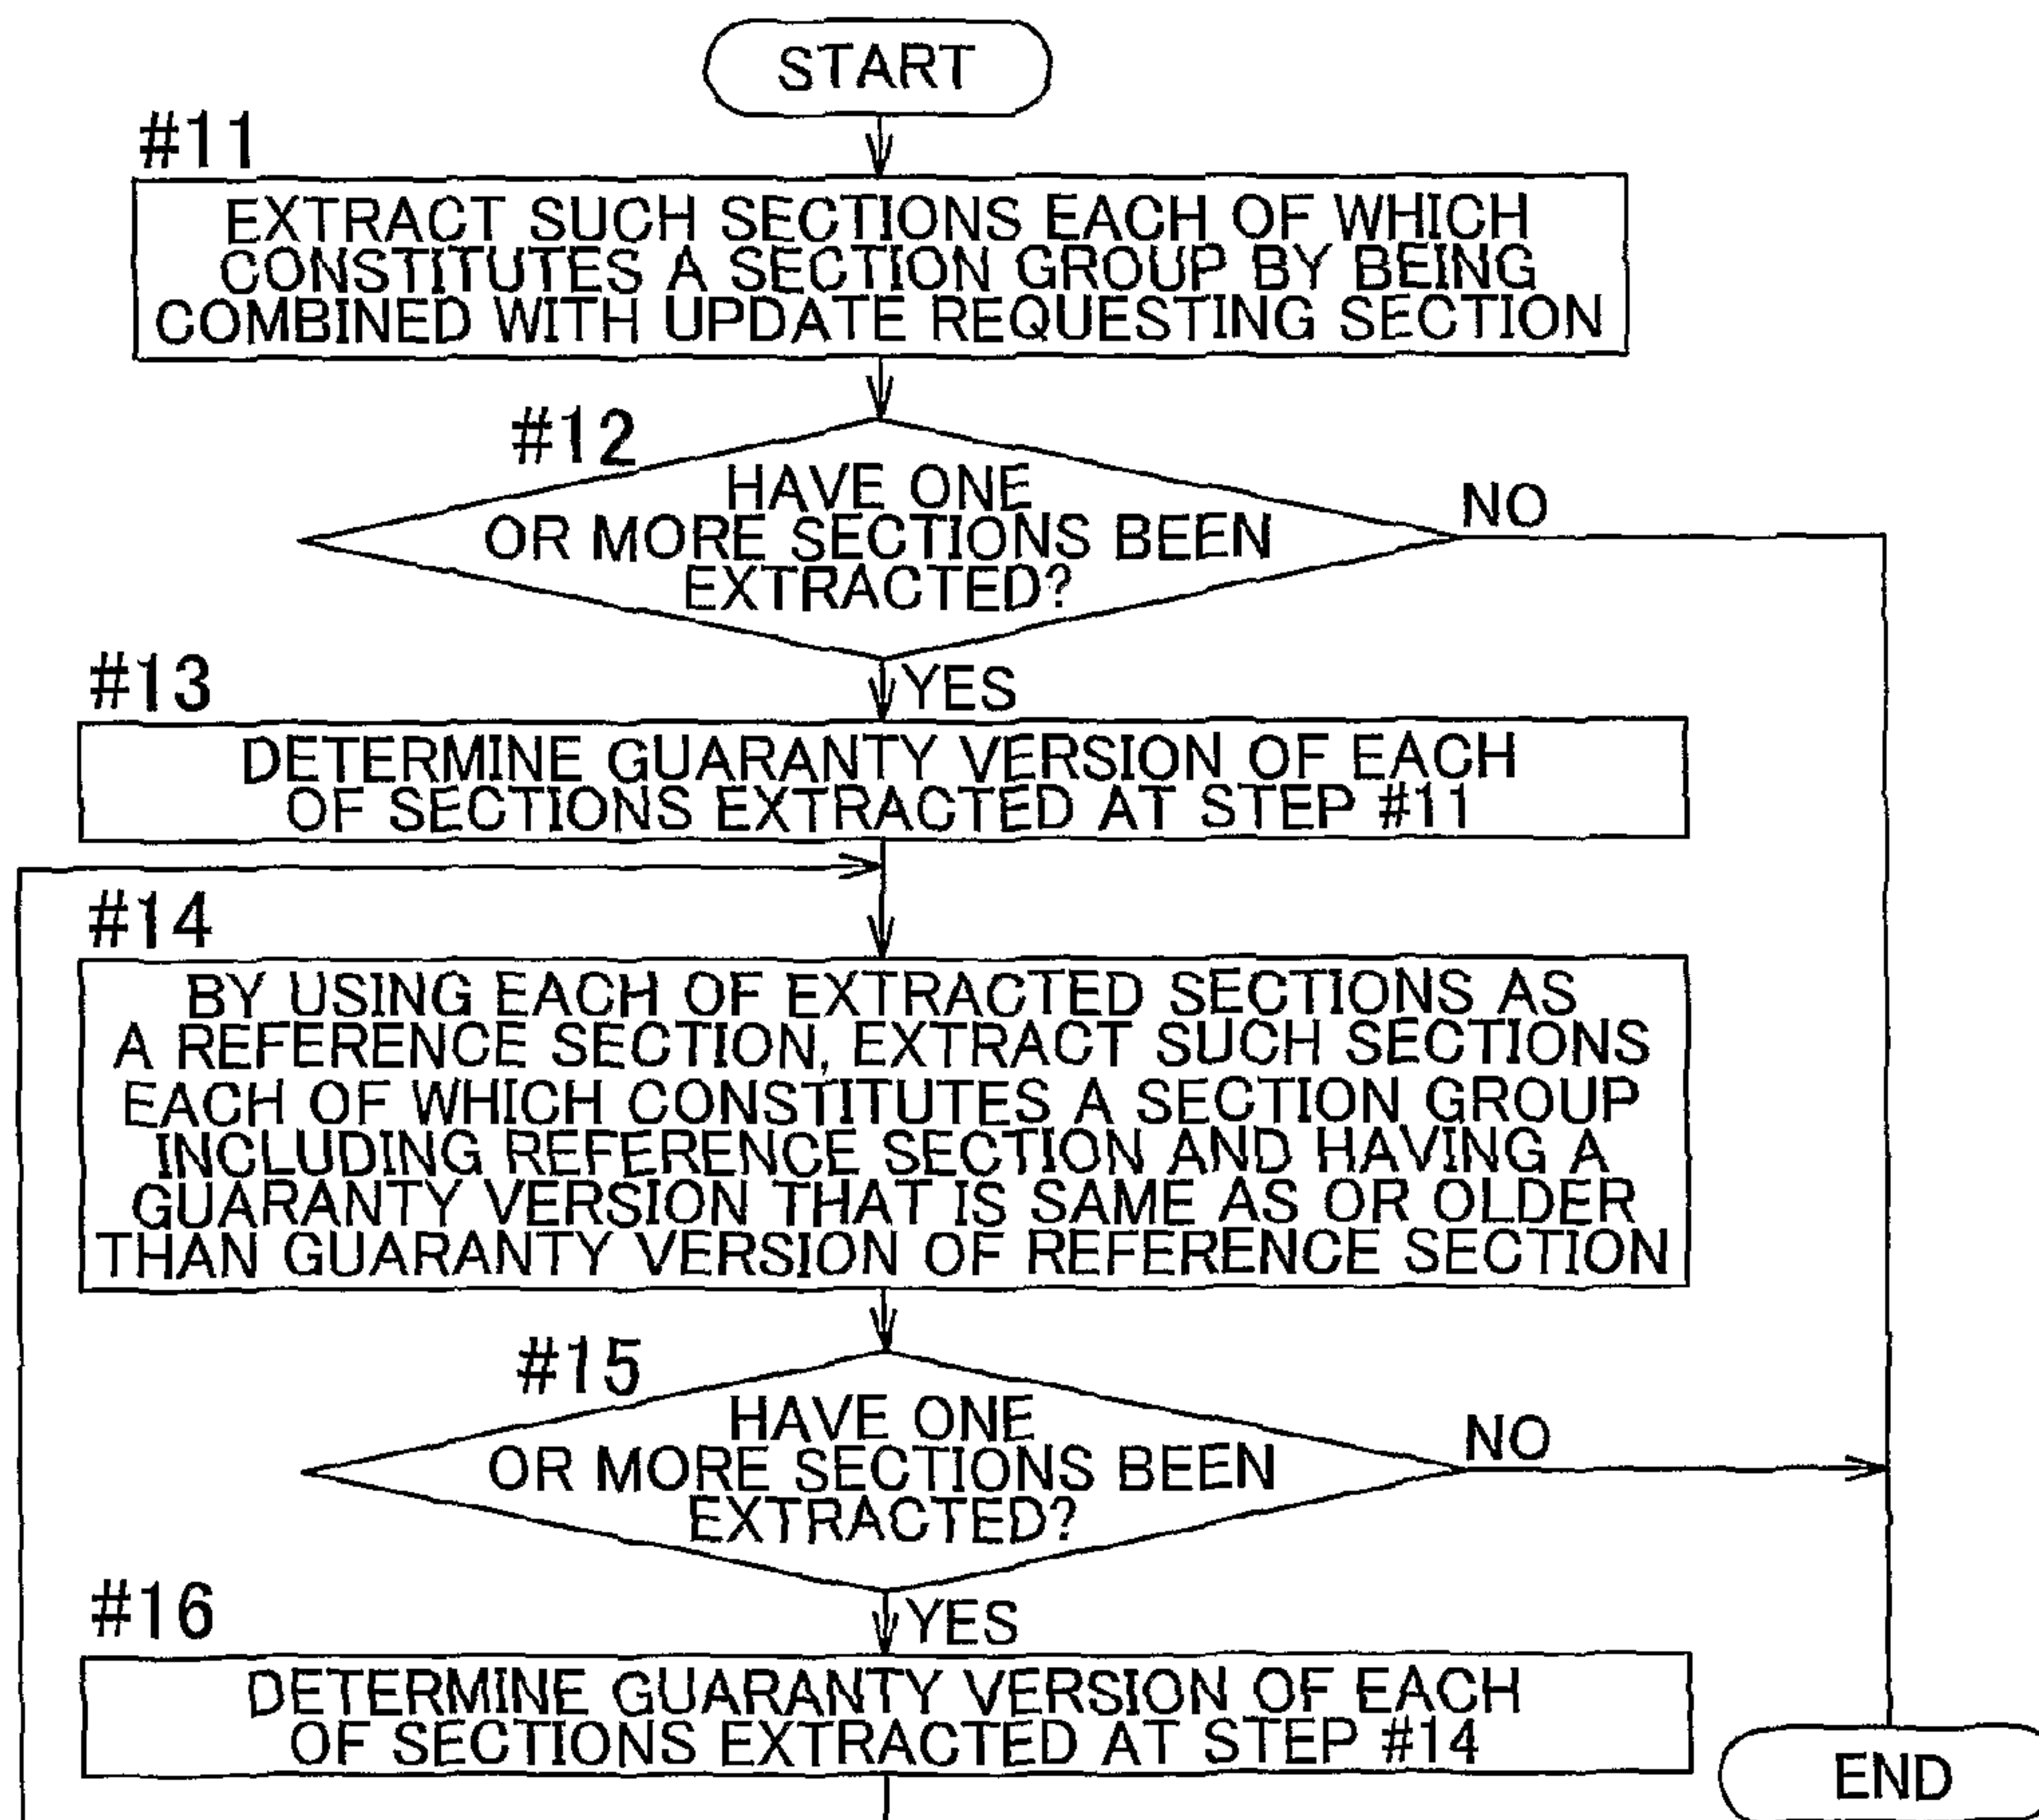 START
#11
EXTRACT SUCH SECTIONS EACH OF WHICH
CONSTITUTES A SECTION GROUP BY BEING
COMBINED WITH UPDATE REQUESTING SECTION
#12
HAVE ONE
OR MORE SECTIONS BEEN
EXTRACTED?
NO
YES
#13
DETERMINE GUARANTY VERSION OF EACH
OF SECTIONS EXTRACTED AT STEP #11
#14
BY USING EACH OF EXTRACTED SECTIONS AS
A REFERENCE SECTION, EXTRACT SUCH SECTIONS
EACH OF WHICH CONSTITUTES A SECTION GROUP
INCLUDING REFERENCE SECTION AND HAVING A
GUARANTY VERSION THAT IS SAME AS OR OLDER
THAN GUARANTY VERSION OF REFERENCE SECTION
#15
HAVE ONE
OR MORE SECTIONS BEEN
EXTRACTED?
NO
YES
#16
DETERMINE GUARANTY VERSION OF EACH
OF SECTIONS EXTRACTED AT STEP #14
END